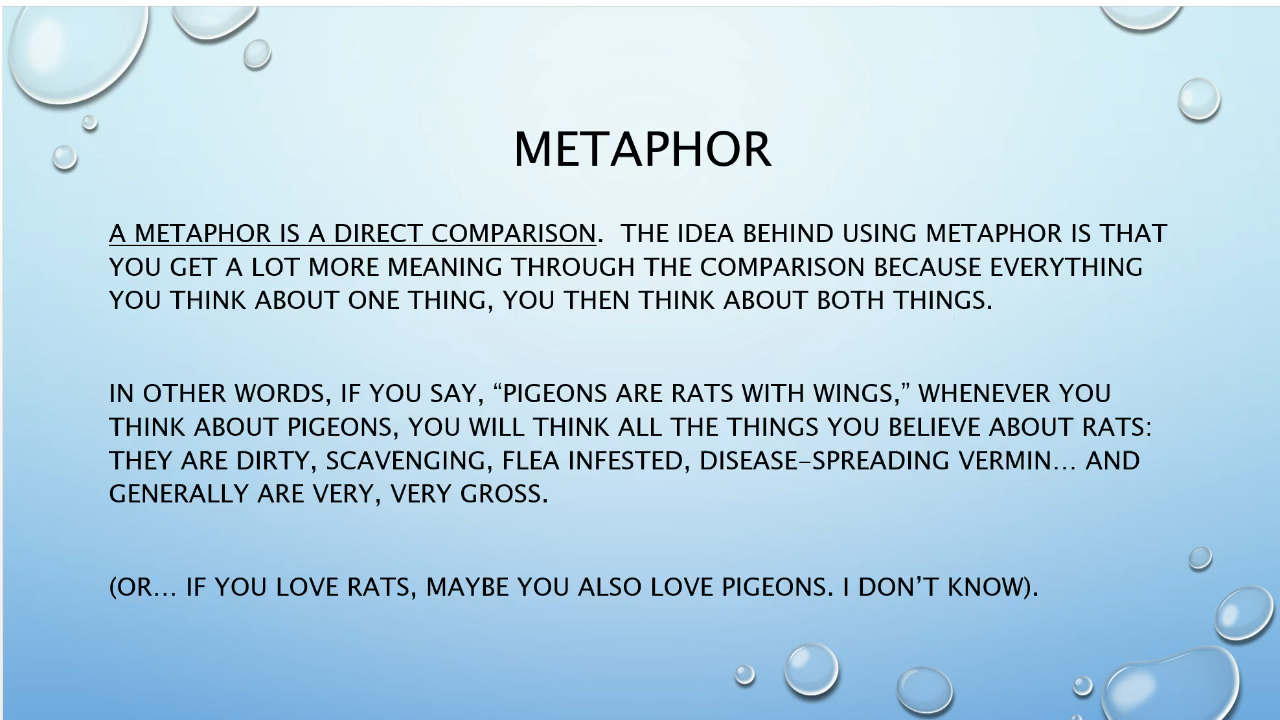 METAPHOR
A METAPHOR IS A DIRECT COMPARISON.  THE IDEA BEHIND USING METAPHOR IS THAT
YOU GET A LOT MORE MEANING THROUGH THE COMPARISON BECAUSE EVERYTHING
YOU THINK ABOUT ONE THING, YOU THEN THINK ABOUT BOTH THINGS.
IN OTHER WORDS, IF YOU SAY, “PIGEONS ARE RATS WITH WINGS,” WHENEVER YOU
THINK ABOUT PIGEONS, YOU WILL THINK ALL THE THINGS YOU BELIEVE ABOUT RATS:
THEY ARE DIRTY, SCAVENGING, FLEA INFESTED, DISEASE-SPREADING VERMIN… AND
GENERALLY ARE VERY, VERY GROSS.
(OR… IF YOU LOVE RATS, MAYBE YOU ALSO LOVE PIGEONS. I DON’T KNOW).